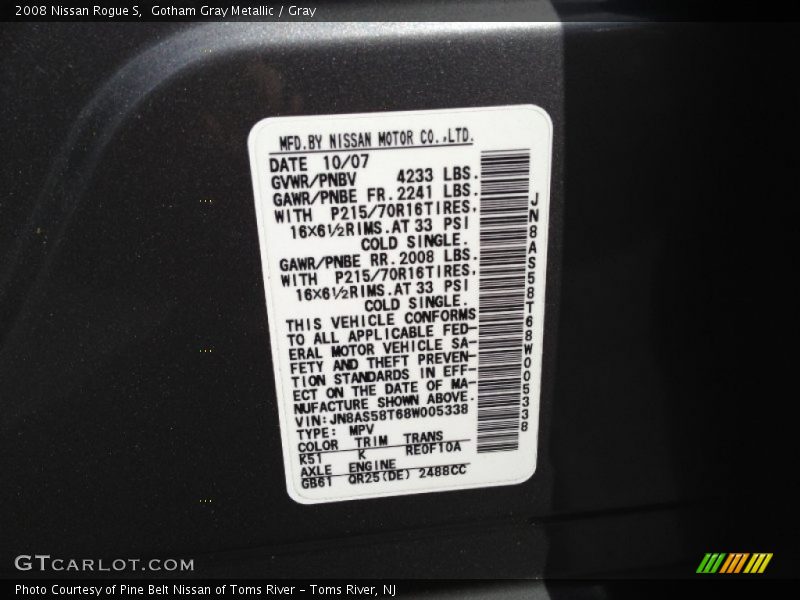 2008 Nissan Rogue S,  Gotham Gray Metallic / Gray
MFD.BY NISSAN MOTOR CO.,LTD.
DATE 10/07
GVWR/PNBV 4233 LBS.
GAWR/PNBE FR. 2241 LBS.
WITH P215/70R16TIRES,
16X6½RIMS.AT 33 PSI
COLD SINGLE.
GAWR/PNBE RR. 2008 LBS.
WITH P215/70R16TIRES,
16X6½RIMS.AT 33 PSI
COLD SINGLE.
THIS VEHICLE CONFORMS
TO ALL APPLICABLE FED-
ERAL MOTOR VEHICLE SA-
FETY AND THEFT PREVEN-
TION STANDARDS IN EFF-
ECT ON THE DATE OF MA-
NUFACTURE SHOWN ABOVE.
VIN:JN8AS58T68W005338
TYPE: MPV
COLOR TRIM TRANS
K51 K RE0F10A
AXLE ENGINE
GB61 QR25(DE) 2488CC
JN8AS58T68W005338
GTCARLOT.COM
Photo Courtesy of Pine Belt Nissan of Toms River – Toms River, NJ